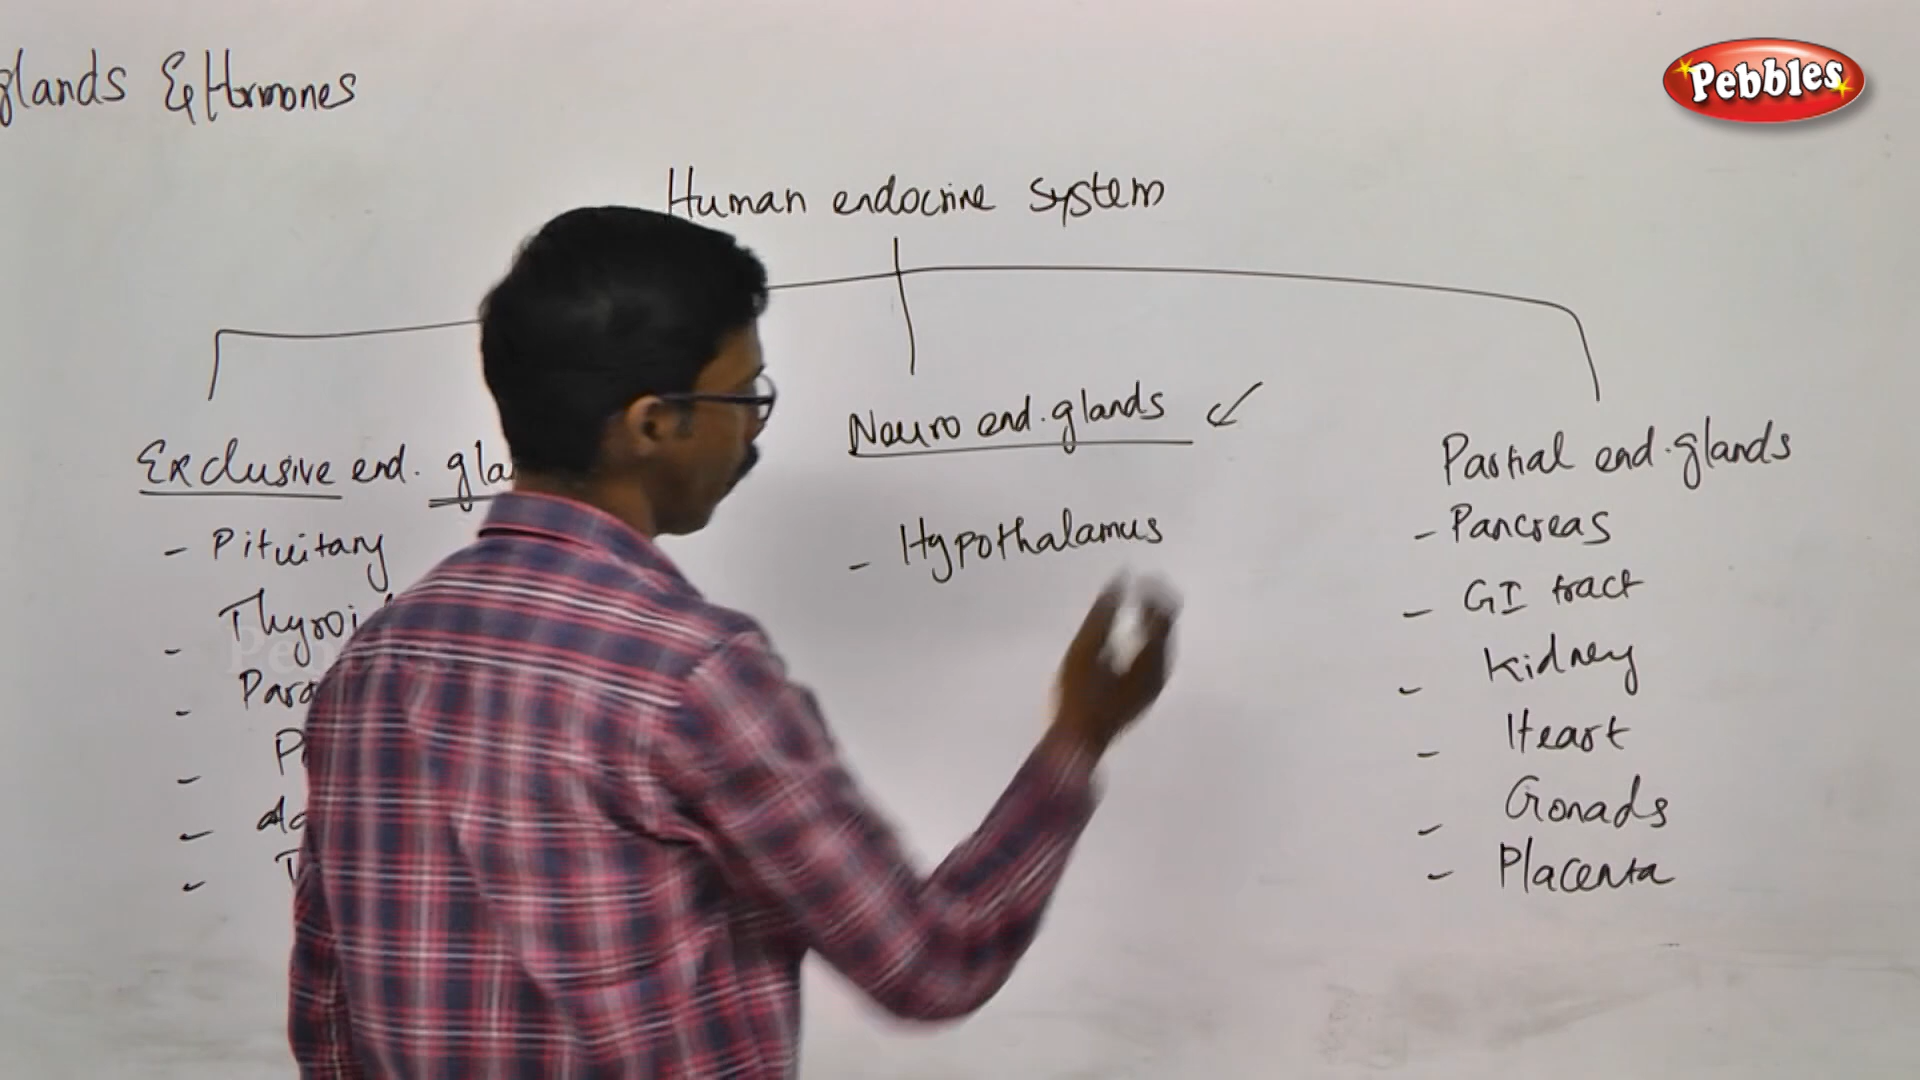 glands & Hormones
Pebbles
Human endocrine system
Exclusive end.
Neuro end. glands
Partial end. glands
- Pituitary
- Hypothalamus
- Pancreas
- GI tract
- Kidney
- Heart
- Gonads
- Placenta
Pebbles